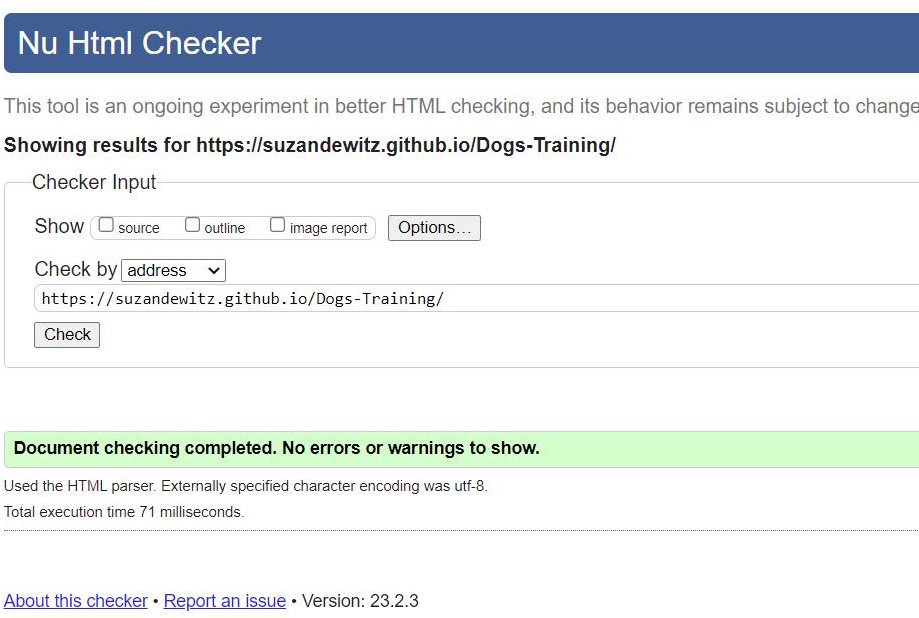 Nu Html Checker
This tool is an ongoing experiment in better HTML checking, and its behavior remains subject to change
Showing results for https://suzandewitz.github.io/Dogs-Training/
Checker Input
Show source outline image report Options...
Check by address
https://suzandewitz.github.io/Dogs-Training/
Check
Document checking completed. No errors or warnings to show.
Used the HTML parser. Externally specified character encoding was utf-8.
Total execution time 71 milliseconds.
About this checker • Report an issue • Version: 23.2.3